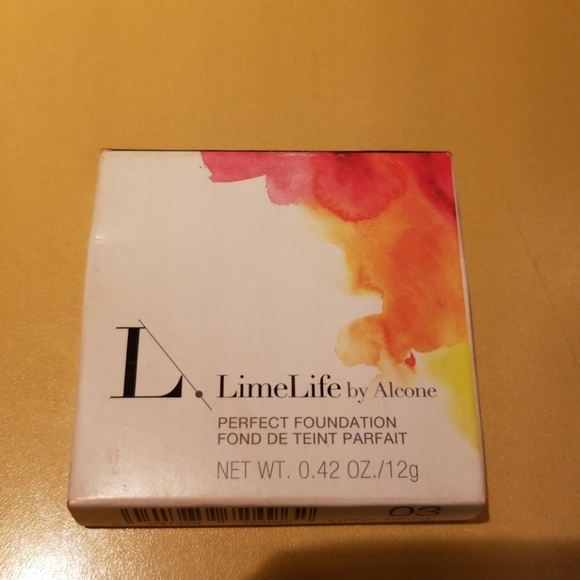 L.
LimeLife by Alcone
PERFECT FOUNDATION
FOND DE TEINT PARFAIT
NET WT. 0.42 OZ./12g
03